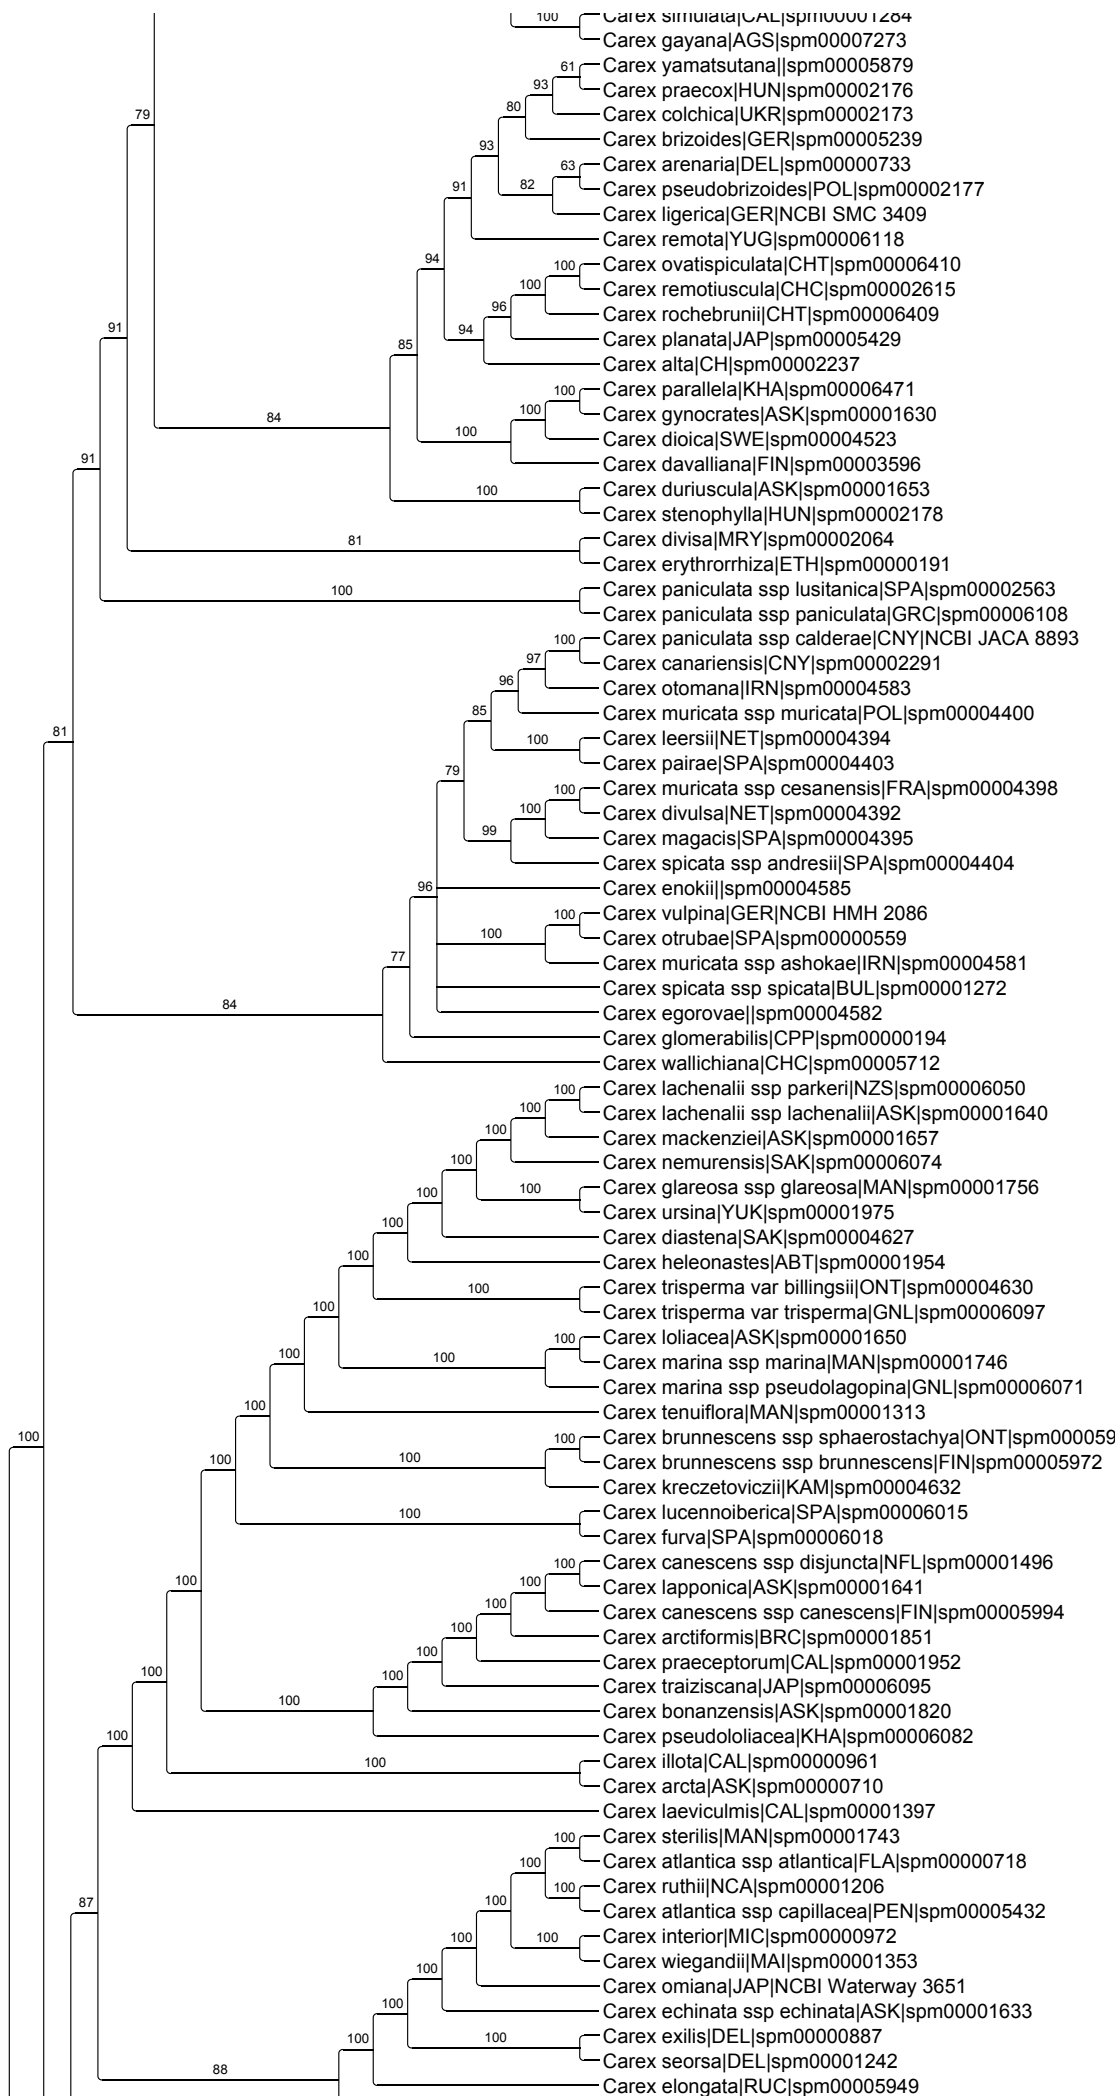 100
Carex simulata|CAL|spm00001284
Carex gayana|AGS|spm00007273
61
Carex yamatsutana||spm00005879
93
Carex praecox|HUN|spm00002176
80
Carex colchica|UKR|spm00002173
79
93
Carex brizoides|GER|spm00005239
63
Carex arenaria|DEL|spm00000733
91
82
Carex pseudobrizoides|POL|spm00002177
Carex ligerica|GER|NCBI SMC 3409
Carex remota|YUG|spm00006118
94
100
Carex ovatispiculata|CHT|spm00006410
100
Carex remotiuscula|CHC|spm00002615
96
Carex rochebrunii|CHT|spm00006409
91
94
Carex planata|JAP|spm00005429
85
Carex alta|CH|spm00002237
100
Carex parallela|KHA|spm00006471
84
100
Carex gynocrates|ASK|spm00001630
100
Carex dioica|SWE|spm00004523
91
Carex davalliana|FIN|spm00003596
100
Carex duriuscula|ASK|spm00001653
Carex stenophylla|HUN|spm00002178
81
Carex divisa|MRY|spm00002064
Carex erythrorrhiza|ETH|spm00000191
100
Carex paniculata ssp lusitanica|SPA|spm00002563
Carex paniculata ssp paniculata|GRC|spm00006108
100
Carex paniculata ssp calderae|CNY|NCBI JACA 8893
97
Carex canariensis|CNY|spm00002291
96
Carex otomana|IRN|spm00004583
85
Carex muricata ssp muricata|POL|spm00004400
81
100
Carex leersii|NET|spm00004394
Carex pairae|SPA|spm00004403
79
100
Carex muricata ssp cesanensis|FRA|spm00004398
100
Carex divulsa|NET|spm00004392
99
Carex magacis|SPA|spm00004395
Carex spicata ssp andresii|SPA|spm00004404
96
Carex enokii||spm00004585
100
Carex vulpina|GER|NCBI HMH 2086
100
Carex otrubae|SPA|spm00000559
77
Carex muricata ssp ashokae|IRN|spm00004581
Carex spicata ssp spicata|BUL|spm00001272
84
Carex egorovae||spm00004582
Carex glomerabilis|CPP|spm00000194
Carex wallichiana|CHC|spm00005712
100
Carex lachenalii ssp parkeri|NZS|spm00006050
100
Carex lachenalii ssp lachenalii|ASK|spm00001640
100
Carex mackenziei|ASK|spm00001657
100
Carex nemurensis|SAK|spm00006074
100
100
Carex glareosa ssp glareosa|MAN|spm00001756
100
Carex ursina|YUK|spm00001975
Carex diastena|SAK|spm00004627
100
Carex heleonastes|ABT|spm00001954
100
Carex trisperma var billingsii|ONT|spm00004630
100
Carex trisperma var trisperma|GNL|spm00006097
100
Carex loliacea|ASK|spm00001650
100
100
Carex marina ssp marina|MAN|spm00001746
Carex marina ssp pseudolagopina|GNL|spm00006071
100
Carex tenuiflora|MAN|spm00001313
100
100
Carex brunnescens ssp sphaerostachya|ONT|spm000059
100
100
Carex brunnescens ssp brunnescens|FIN|spm00005972
Carex kreczetoviczii|KAM|spm00004632
100
Carex lucennoiberica|SPA|spm00006015
Carex furva|SPA|spm00006018
100
Carex canescens ssp disjuncta|NFL|spm00001496
100
100
Carex lapponica|ASK|spm00001641
100
Carex canescens ssp canescens|FIN|spm00005994
100
Carex arctiformis|BRC|spm00001851
100
100
Carex praeceptorum|CAL|spm00001952
100
Carex traiziscana|JAP|spm00006095
100
Carex bonanzensis|ASK|spm00001820
100
Carex pseudololiacea|KHA|spm00006082
100
Carex illota|CAL|spm00000961
Carex arcta|ASK|spm00000710
Carex laeviculmis|CAL|spm00001397
100
Carex sterilis|MAN|spm00001743
100
Carex atlantica ssp atlantica|FLA|spm00000718
100
Carex ruthii|NCA|spm00001206
87
100
Carex atlantica ssp capillacea|PEN|spm00005432
100
Carex interior|MIC|spm00000972
100
Carex wiegandii|MAI|spm00001353
100
Carex omiana|JAP|NCBI Waterway 3651
100
Carex echinata ssp echinata|ASK|spm00001633
100
100
Carex exilis|DEL|spm00000887
Carex seorsa|DEL|spm00001242
88
Carex elongata|RUC|spm00005949